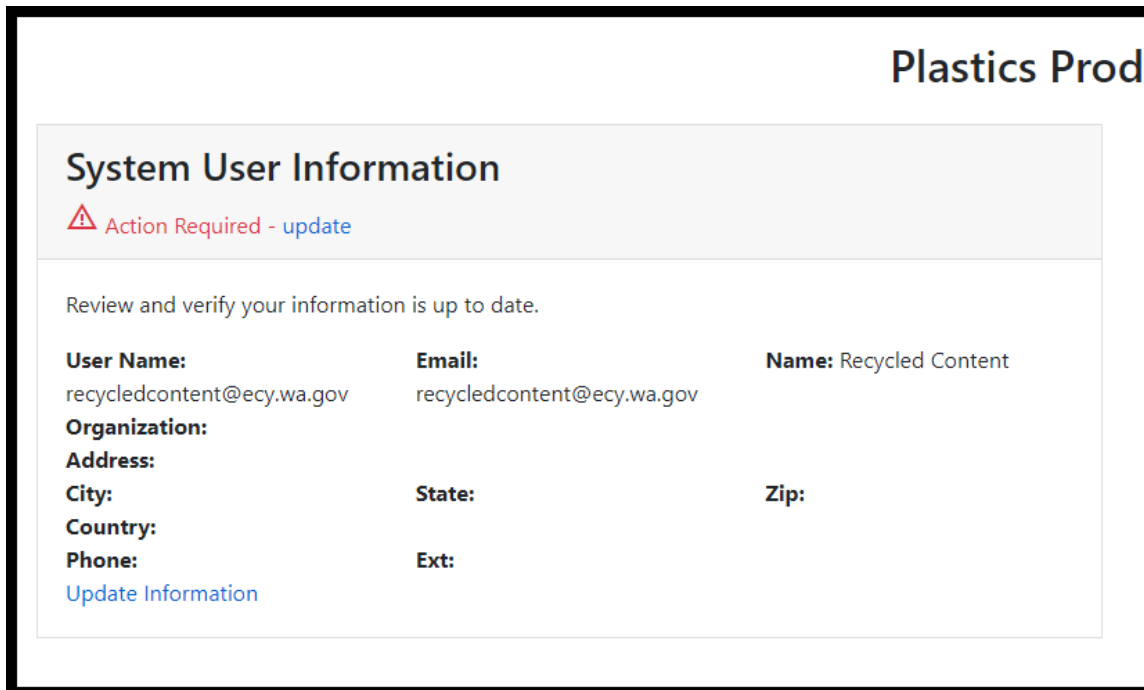 Plastics Prod
System User Information
Action Required - update
Review and verify your information is up to date.
User Name: Email: Name: Recycled Content
recycledcontent@ecy.wa.gov recycledcontent@ecy.wa.gov
Organization:
Address:
City: State: Zip:
Country:
Phone: Ext:
Update Information